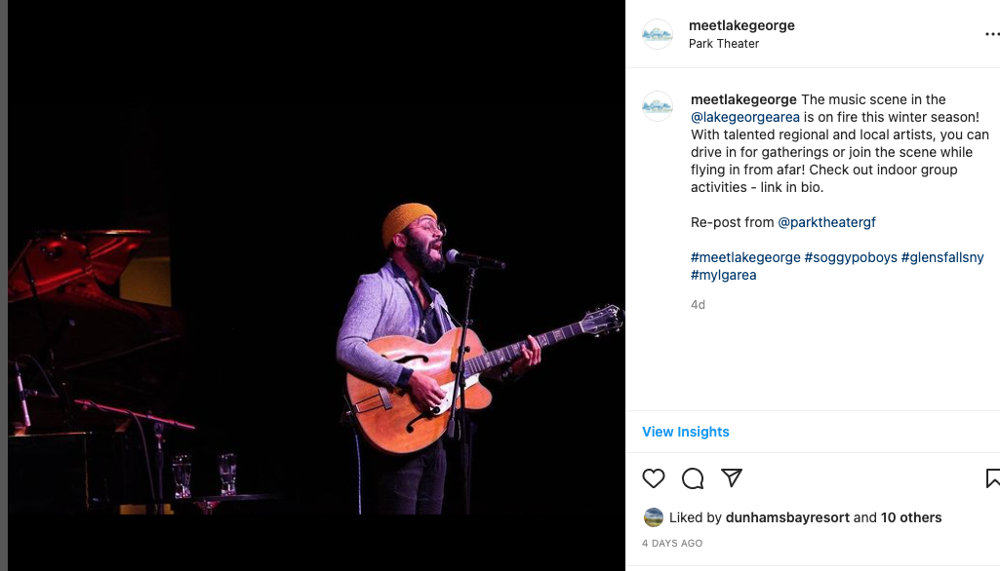 meetlakegeorge
Park Theater
meetlakegeorge The music scene in the
@lakegeorgearea is on fire this winter season!
With talented regional and local artists, you can
drive in for gatherings or join the scene while
flying in from afar! Check out indoor group
activities - link in bio.
Re-post from @parktheatergf
#meetlakegeorge #soggypoboys #glensfallsny
#mylgarea
4d
View Insights
Liked by dunhamsbayresort and 10 others
4 DAYS AGO